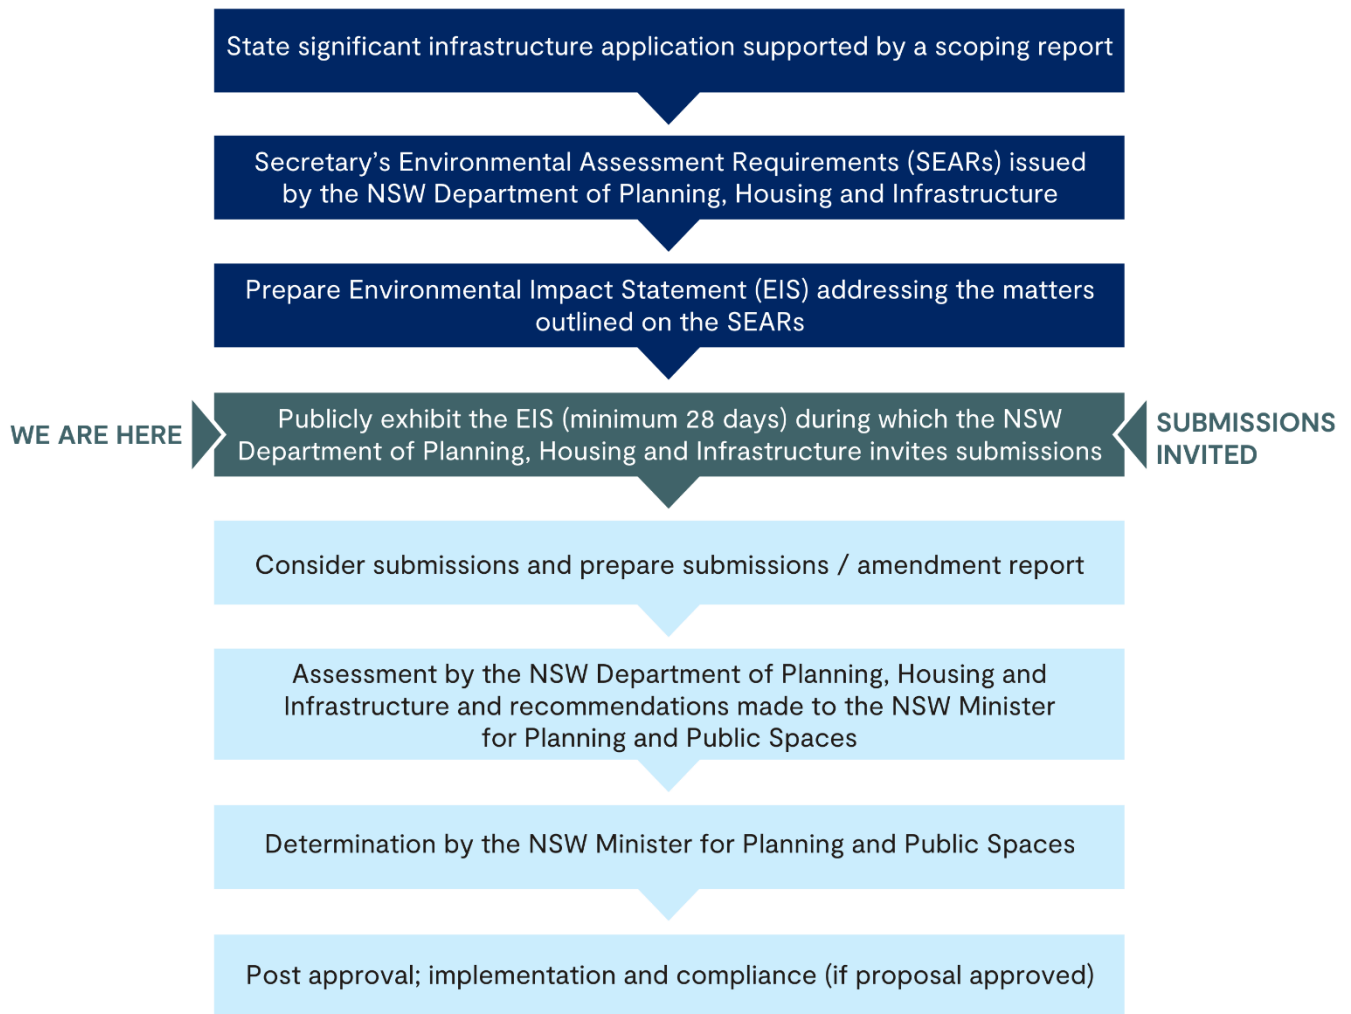 State significant infrastructure application supported by a scoping report
Secretary’s Environmental Assessment Requirements (SEARs) issued
by the NSW Department of Planning, Housing and Infrastructure
Prepare Environmental Impact Statement (EIS) addressing the matters
outlined on the SEARs
WE ARE HERE
Publicly exhibit the EIS (minimum 28 days) during which the NSW
Department of Planning, Housing and Infrastructure invites submissions
SUBMISSIONS
INVITED
Consider submissions and prepare submissions / amendment report
Assessment by the NSW Department of Planning, Housing and
Infrastructure and recommendations made to the NSW Minister
for Planning and Public Spaces
Determination by the NSW Minister for Planning and Public Spaces
Post approval; implementation and compliance (if proposal approved)